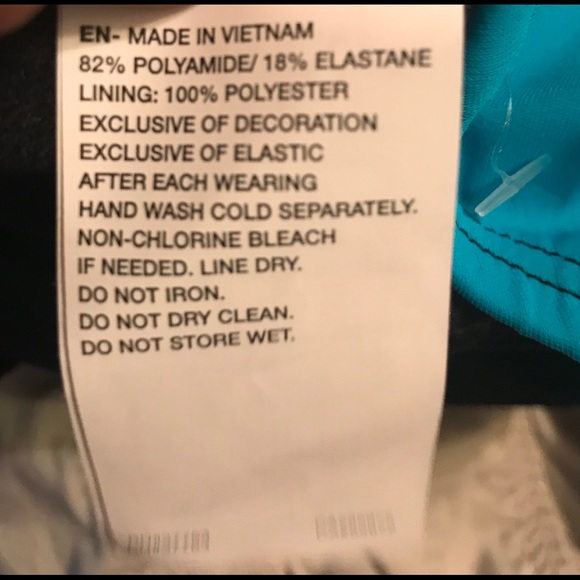 EN- MADE IN VIETNAM
82% POLYAMIDE/ 18% ELASTANE
LINING: 100% POLYESTER
EXCLUSIVE OF DECORATION
EXCLUSIVE OF ELASTIC
AFTER EACH WEARING
HAND WASH COLD SEPARATELY.
NON-CHLORINE BLEACH
IF NEEDED. LINE DRY.
DO NOT IRON.
DO NOT DRY CLEAN.
DO NOT STORE WET.